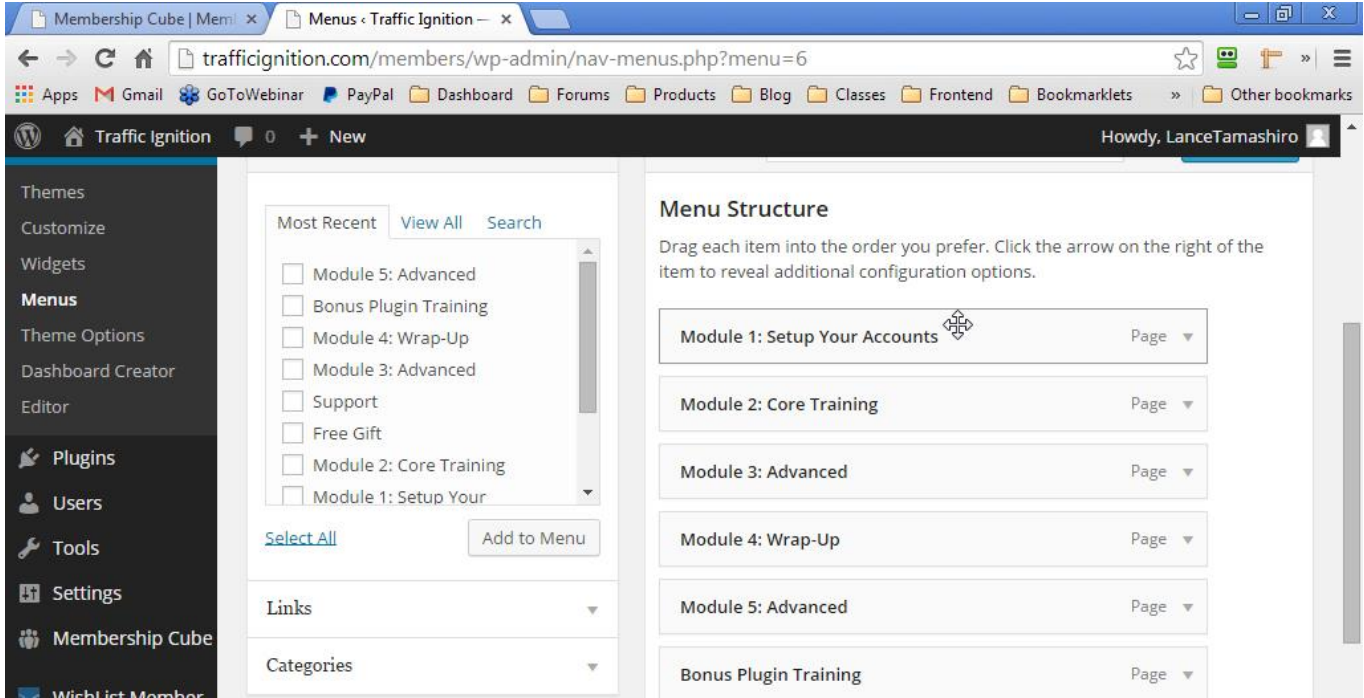 Membership Cube | Mem
Menus ‹ Traffic Ignition —
trafficignition.com/members/wp-admin/nav-menus.php?menu=6
Apps Gmail GoToWebinar PayPal Dashboard Forums Products Blog Classes Frontend Bookmarklets » Other bookmarks
Traffic Ignition 0 + New Howdy, LanceTamashiro
Themes
Customize
Widgets
Menus
Theme Options
Dashboard Creator
Editor
Plugins
Users
Tools
Settings
Membership Cube
WishList Member
Most Recent View All Search
Module 5: Advanced
Bonus Plugin Training
Module 4: Wrap-Up
Module 3: Advanced
Support
Free Gift
Module 2: Core Training
Module 1: Setup Your
Select All Add to Menu
Links
Categories
Menu Structure
Drag each item into the order you prefer. Click the arrow on the right of the
item to reveal additional configuration options.
Module 1: Setup Your Accounts Page
Module 2: Core Training Page
Module 3: Advanced Page
Module 4: Wrap-Up Page
Module 5: Advanced Page
Bonus Plugin Training Page